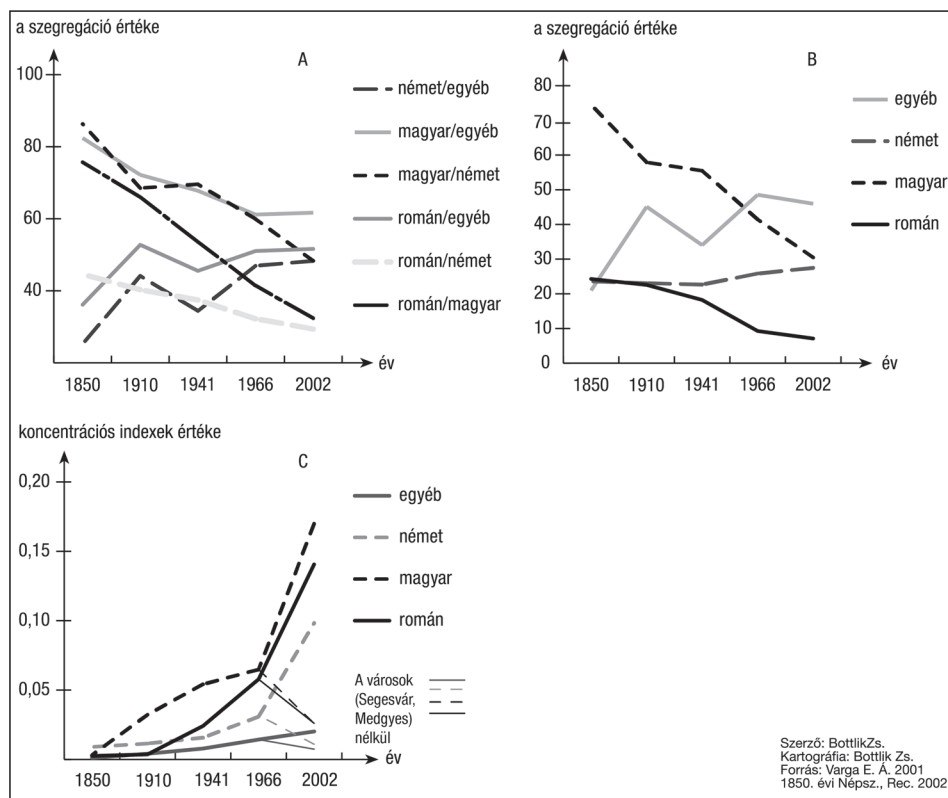 a szegregáció értéke
A
100
80
60
40
német/egyéb
magyar/egyéb
magyar/német
román/egyéb
román/német
román/magyar
év
1850 1910 1941 1966 2002
a szegregáció értéke
B
80
70
60
50
40
30
20
10
0
egyéb
német
magyar
román
év
1850 1910 1941 1966 2002
koncentrációs indexek értéke
C
0,20
0,15
0,10
0,05
egyéb
német
magyar
román
A városok
(Segesvár,
Medgyes)
nélkül
év
1850 1910 1941 1966 2002
Szerző: BottlikZs.
Kartográfia: Bottlik Zs.
Forrás: Varga E. Á. 2001
1850. évi Népsz., Rec. 2002